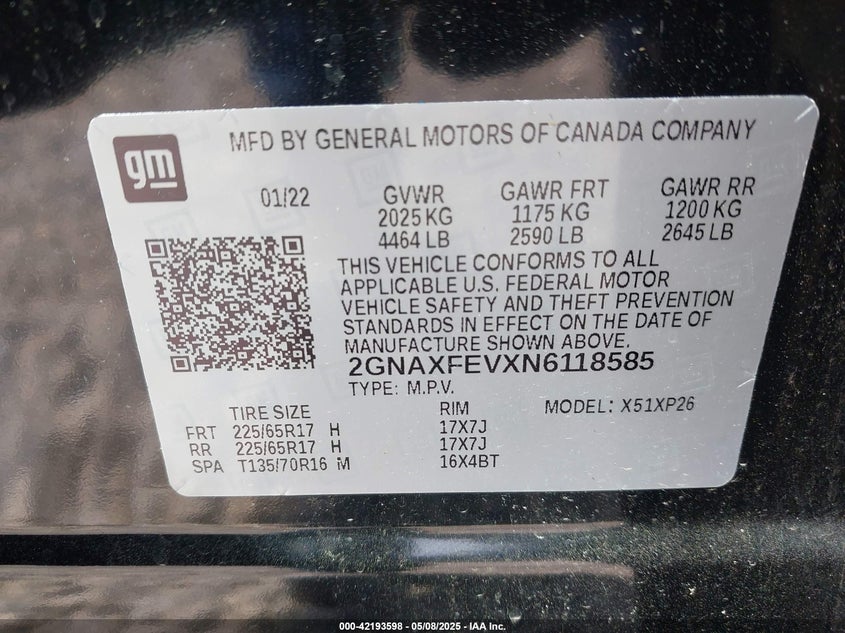 gm
MFD BY GENERAL MOTORS OF CANADA COMPANY
01/22 GVWR GAWR FRT GAWR RR
2025 KG 1175 KG 1200 KG
4464 LB 2590 LB 2645 LB
THIS VEHICLE CONFORMS TO ALL
APPLICABLE U.S. FEDERAL MOTOR
VEHICLE SAFETY AND THEFT PREVENTION
STANDARDS IN EFFECT ON THE DATE OF
MANUFACTURE SHOWN ABOVE.
2GNAXFEVXN6118585
TYPE: M.P.V.
TIRE SIZE RIM MODEL: X51XP26
FRT 225/65R17 H 17X7J
RR 225/65R17 H 17X7J
SPA T135/70R16 M 16X4BT
000-42193598 - 05/08/2025 - IAA Inc.